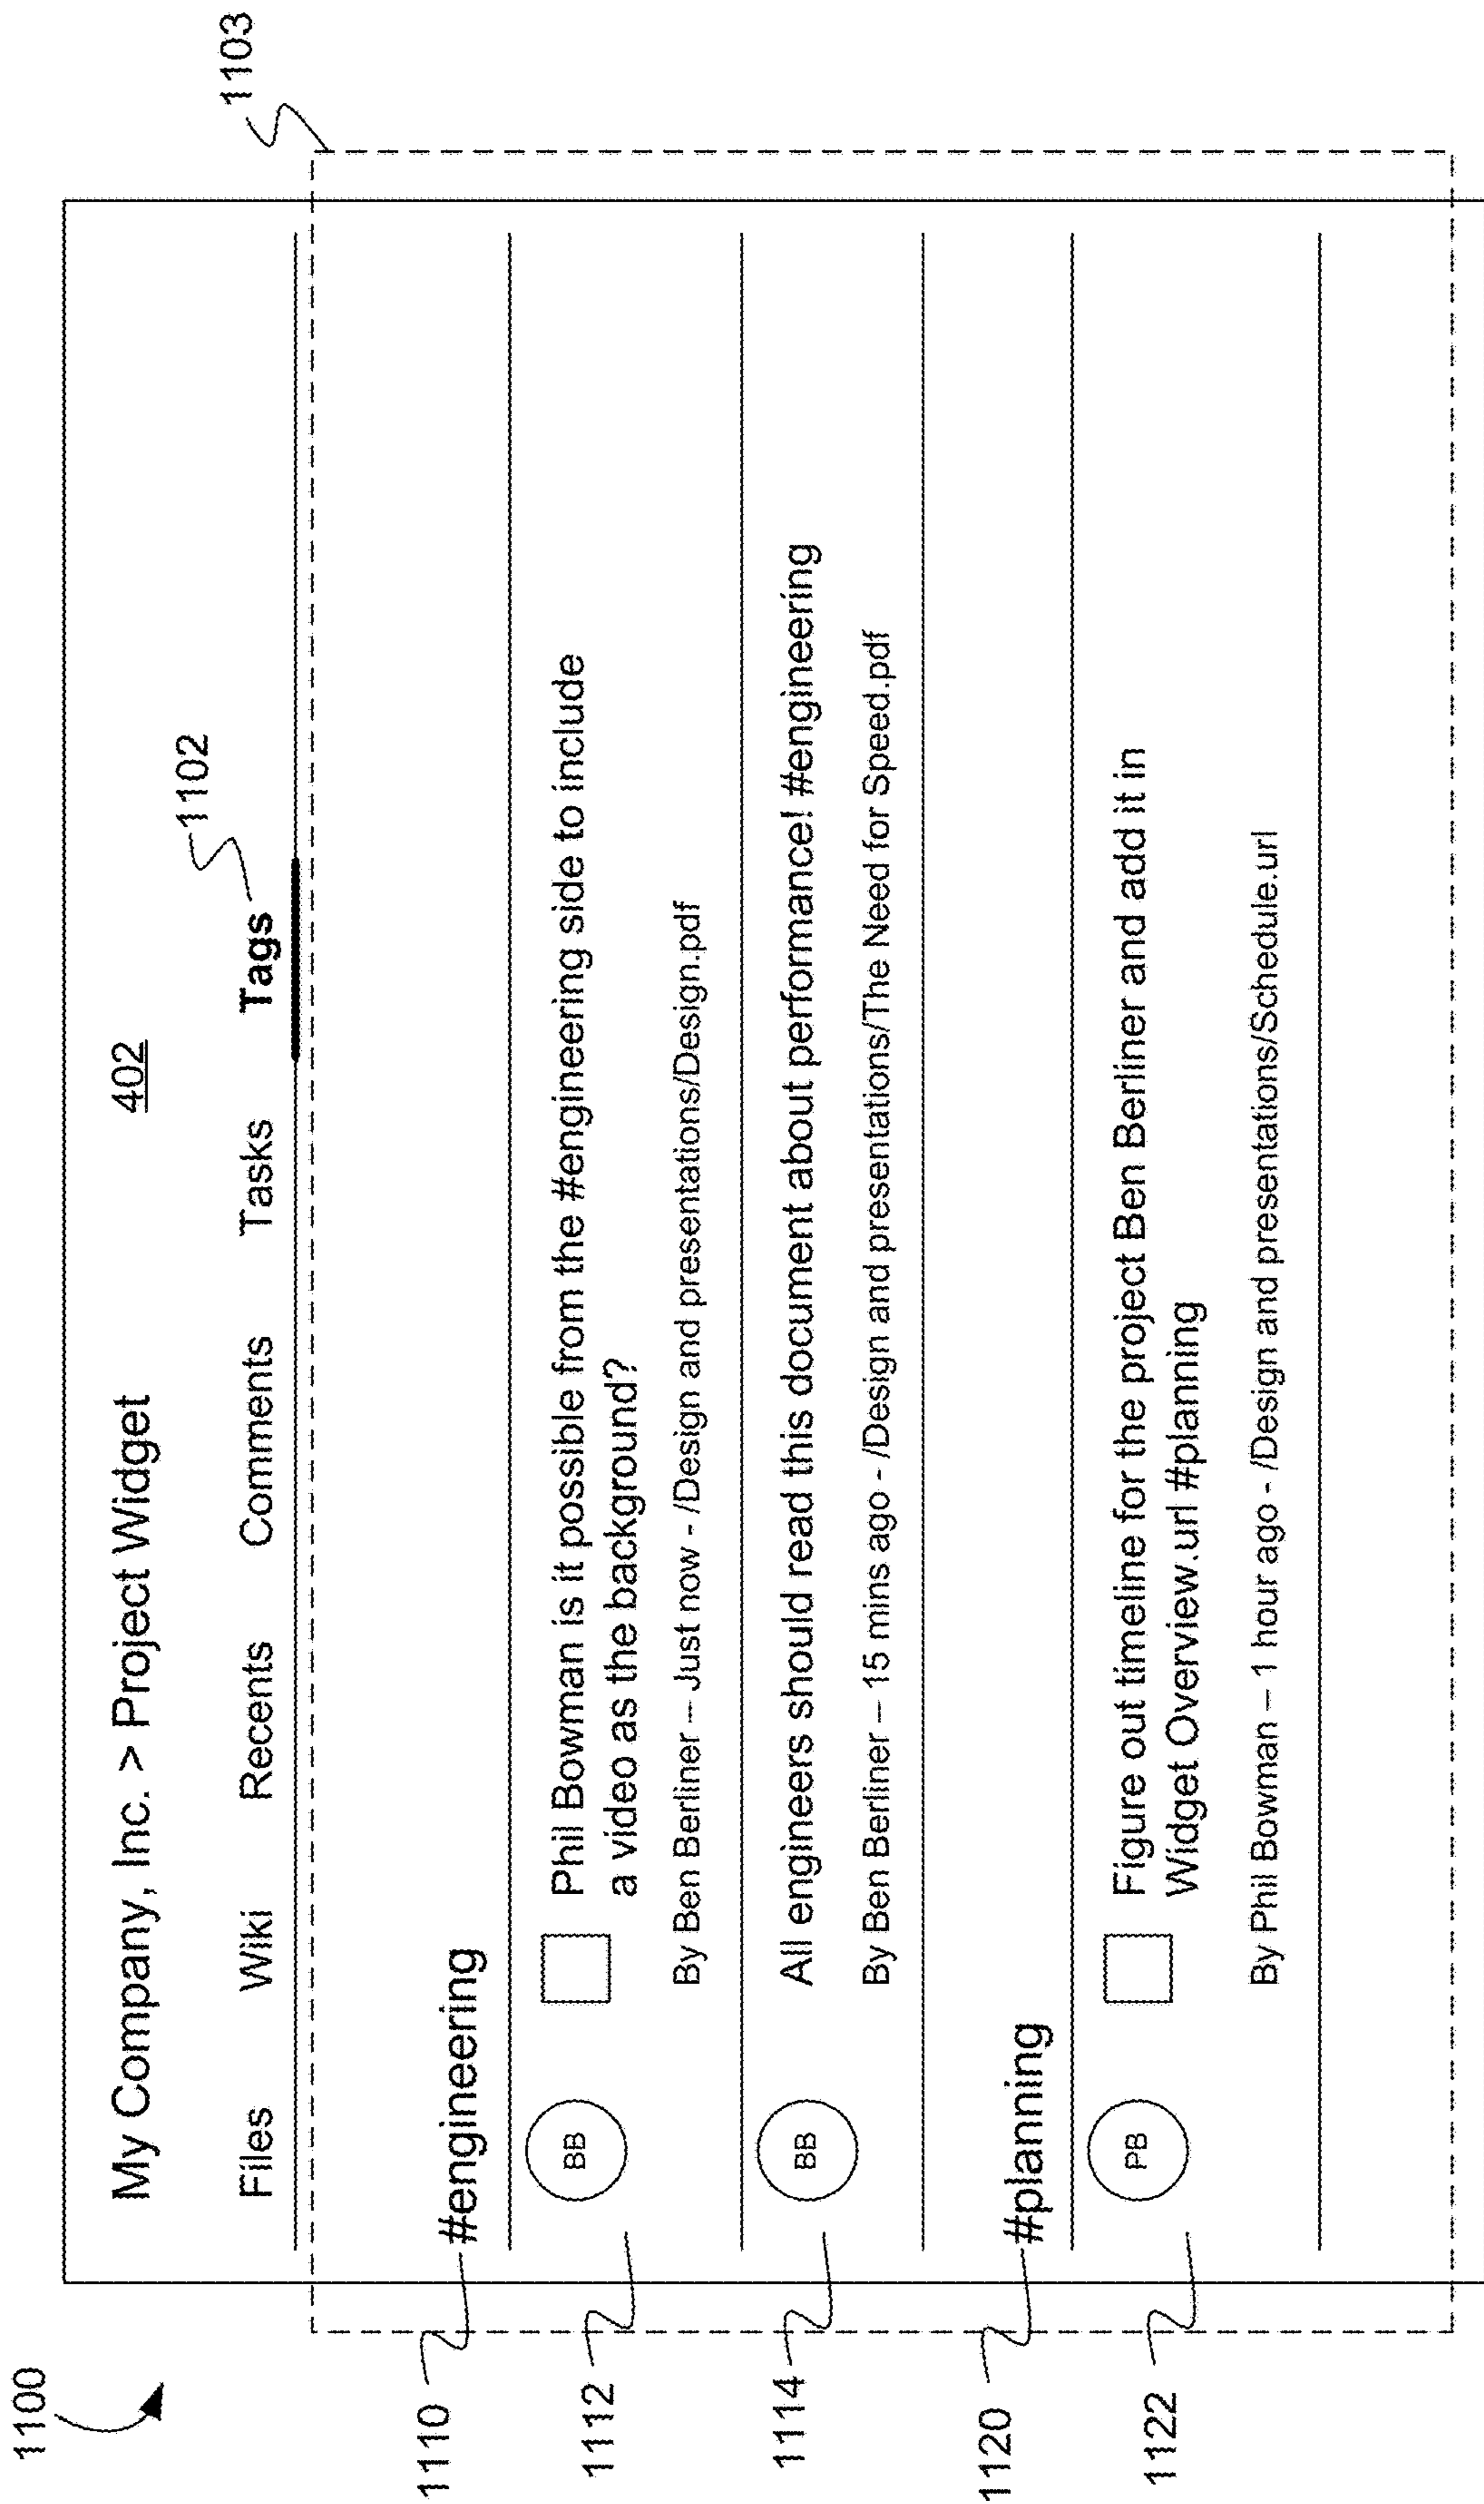 1100
My Company, Inc. > Project Widget
402
1102
1103
Files Wiki Recents Comments Tasks Tags
1110
#engineering
1112
BB
Phil Bowman is it possible from the #engineering side to include
a video as the background?
By Ben Berliner – Just now - /Design and presentations/Design.pdf
1114
BB
All engineers should read this document about performance! #engineering
By Ben Berliner – 15 mins ago - /Design and presentations/The Need for Speed.pdf
1120
#planning
1122
PB
Figure out timeline for the project Ben Berliner and add it in
Widget Overview.url #planning
By Phil Bowman – 1 hour ago - /Design and presentations/Schedule.url